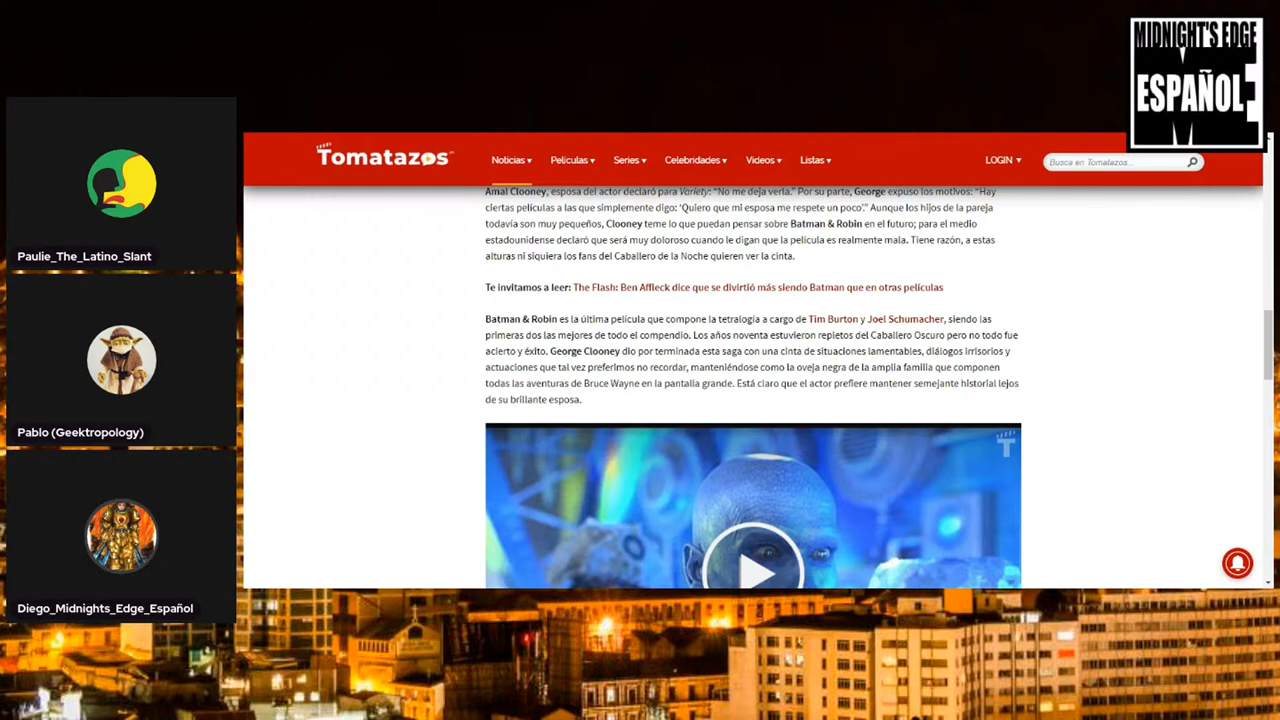 MIDNIGHT'S EDGE
ESPAÑOL
Paulie_The_Latino_Slant
Pablo (Geektropology)
Diego_Midnights_Edge_Español
Tomatazos
Noticias Películas Series Celebridades Videos Listas LOGIN Busca en Tomatazos...
Amal Clooney, esposa del actor declaró para Variety: “No me deja verla.” Por su parte, George expuso los motivos: “Hay
ciertas películas a las que simplemente digo: ‘Quiero que mi esposa me respete un poco’.” Aunque los hijos de la pareja
todavía son muy pequeños, Clooney teme lo que puedan pensar sobre Batman & Robin en el futuro; para el medio
estadounidense declaró que será muy doloroso cuando le digan que la película es realmente mala. Tiene razón, a estas
alturas ni siquiera los fans del Caballero de la Noche quieren ver la cinta.
Te invitamos a leer: The Flash: Ben Affleck dice que se divirtió más siendo Batman que en otras películas
Batman & Robin es la última película que compone la tetralogía a cargo de Tim Burton y Joel Schumacher, siendo las
primeras dos las mejores de todo el compendio. Los años noventa estuvieron repletos del Caballero Oscuro pero no todo fue
acierto y éxito. George Clooney dio por terminada esta saga con una cinta de situaciones lamentables, diálogos irrisorios y
actuaciones que tal vez preferimos no recordar, manteniéndose como la oveja negra de la amplia familia que componen
todas las aventuras de Bruce Wayne en la pantalla grande. Está claro que el actor prefiere mantener semejante historial lejos
de su brillante esposa.
T